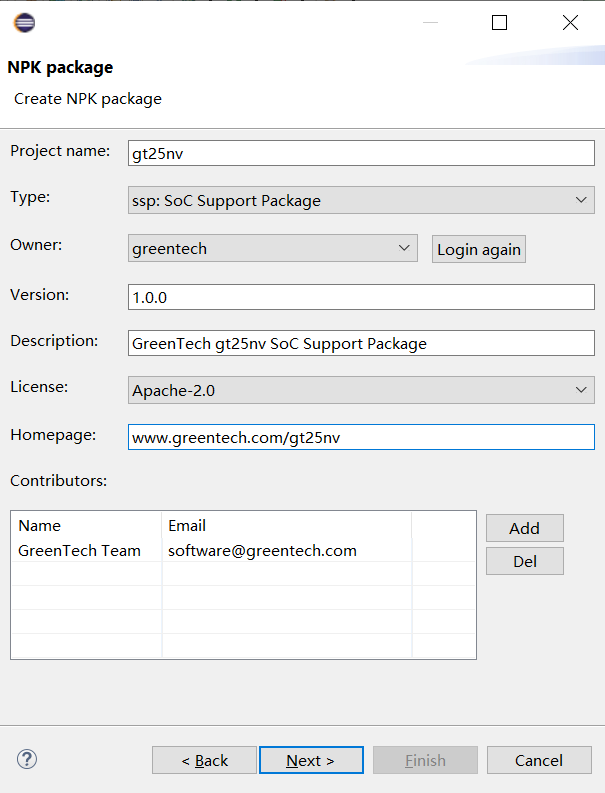 NPK package
Create NPK package
Project name: gt25nv
Type: ssp: SoC Support Package
Owner: greentech Login again
Version: 1.0.0
Description: GreenTech gt25nv SoC Support Package
License: Apache-2.0
Homepage: www.greentech.com/gt25nv
Contributors:
Name Email Add
GreenTech Team software@greentech.com Del
? < Back Next > Finish Cancel